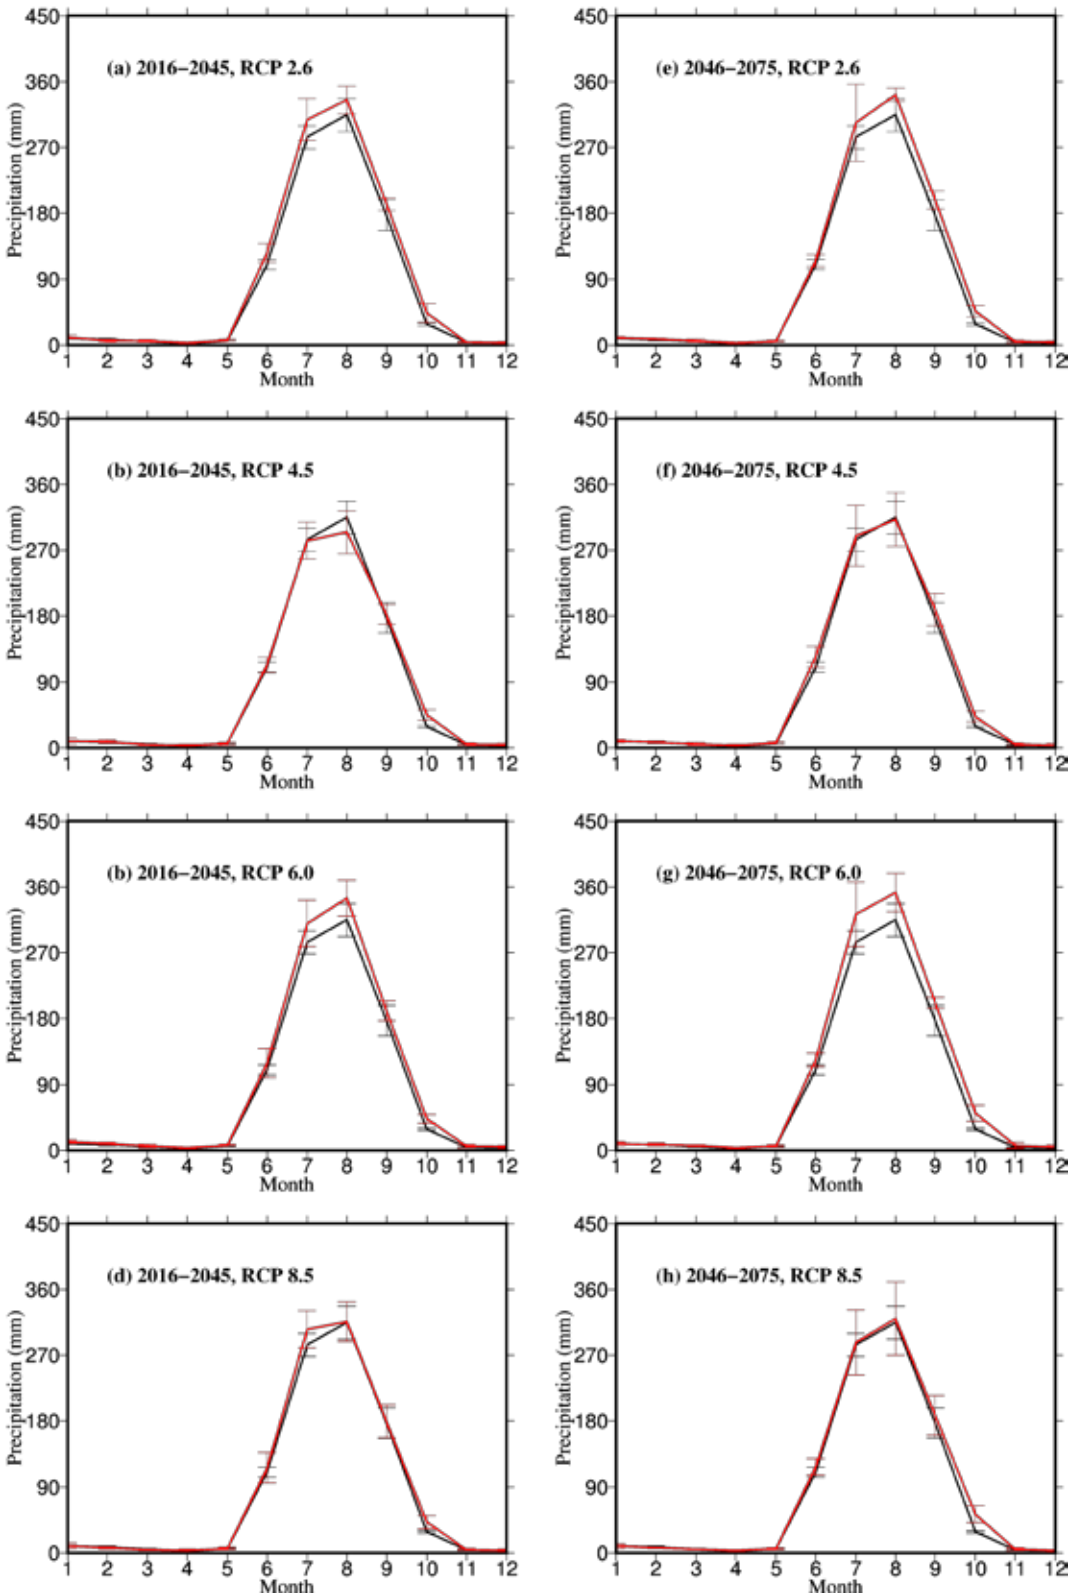 450
360
270
180
90
0
Precipitation (mm)
(a) 2016–2045, RCP 2.6
1 2 3 4 5 6 7 8 9 10 11 12
Month
450
360
270
180
90
0
Precipitation (mm)
(e) 2046–2075, RCP 2.6
1 2 3 4 5 6 7 8 9 10 11 12
Month
450
360
270
180
90
0
Precipitation (mm)
(b) 2016–2045, RCP 4.5
1 2 3 4 5 6 7 8 9 10 11 12
Month
450
360
270
180
90
0
Precipitation (mm)
(f) 2046–2075, RCP 4.5
1 2 3 4 5 6 7 8 9 10 11 12
Month
450
360
270
180
90
0
Precipitation (mm)
(b) 2016–2045, RCP 6.0
1 2 3 4 5 6 7 8 9 10 11 12
Month
450
360
270
180
90
0
Precipitation (mm)
(g) 2046–2075, RCP 6.0
1 2 3 4 5 6 7 8 9 10 11 12
Month
450
360
270
180
90
0
Precipitation (mm)
(d) 2016–2045, RCP 8.5
1 2 3 4 5 6 7 8 9 10 11 12
Month
450
360
270
180
90
0
Precipitation (mm)
(h) 2046–2075, RCP 8.5
1 2 3 4 5 6 7 8 9 10 11 12
Month